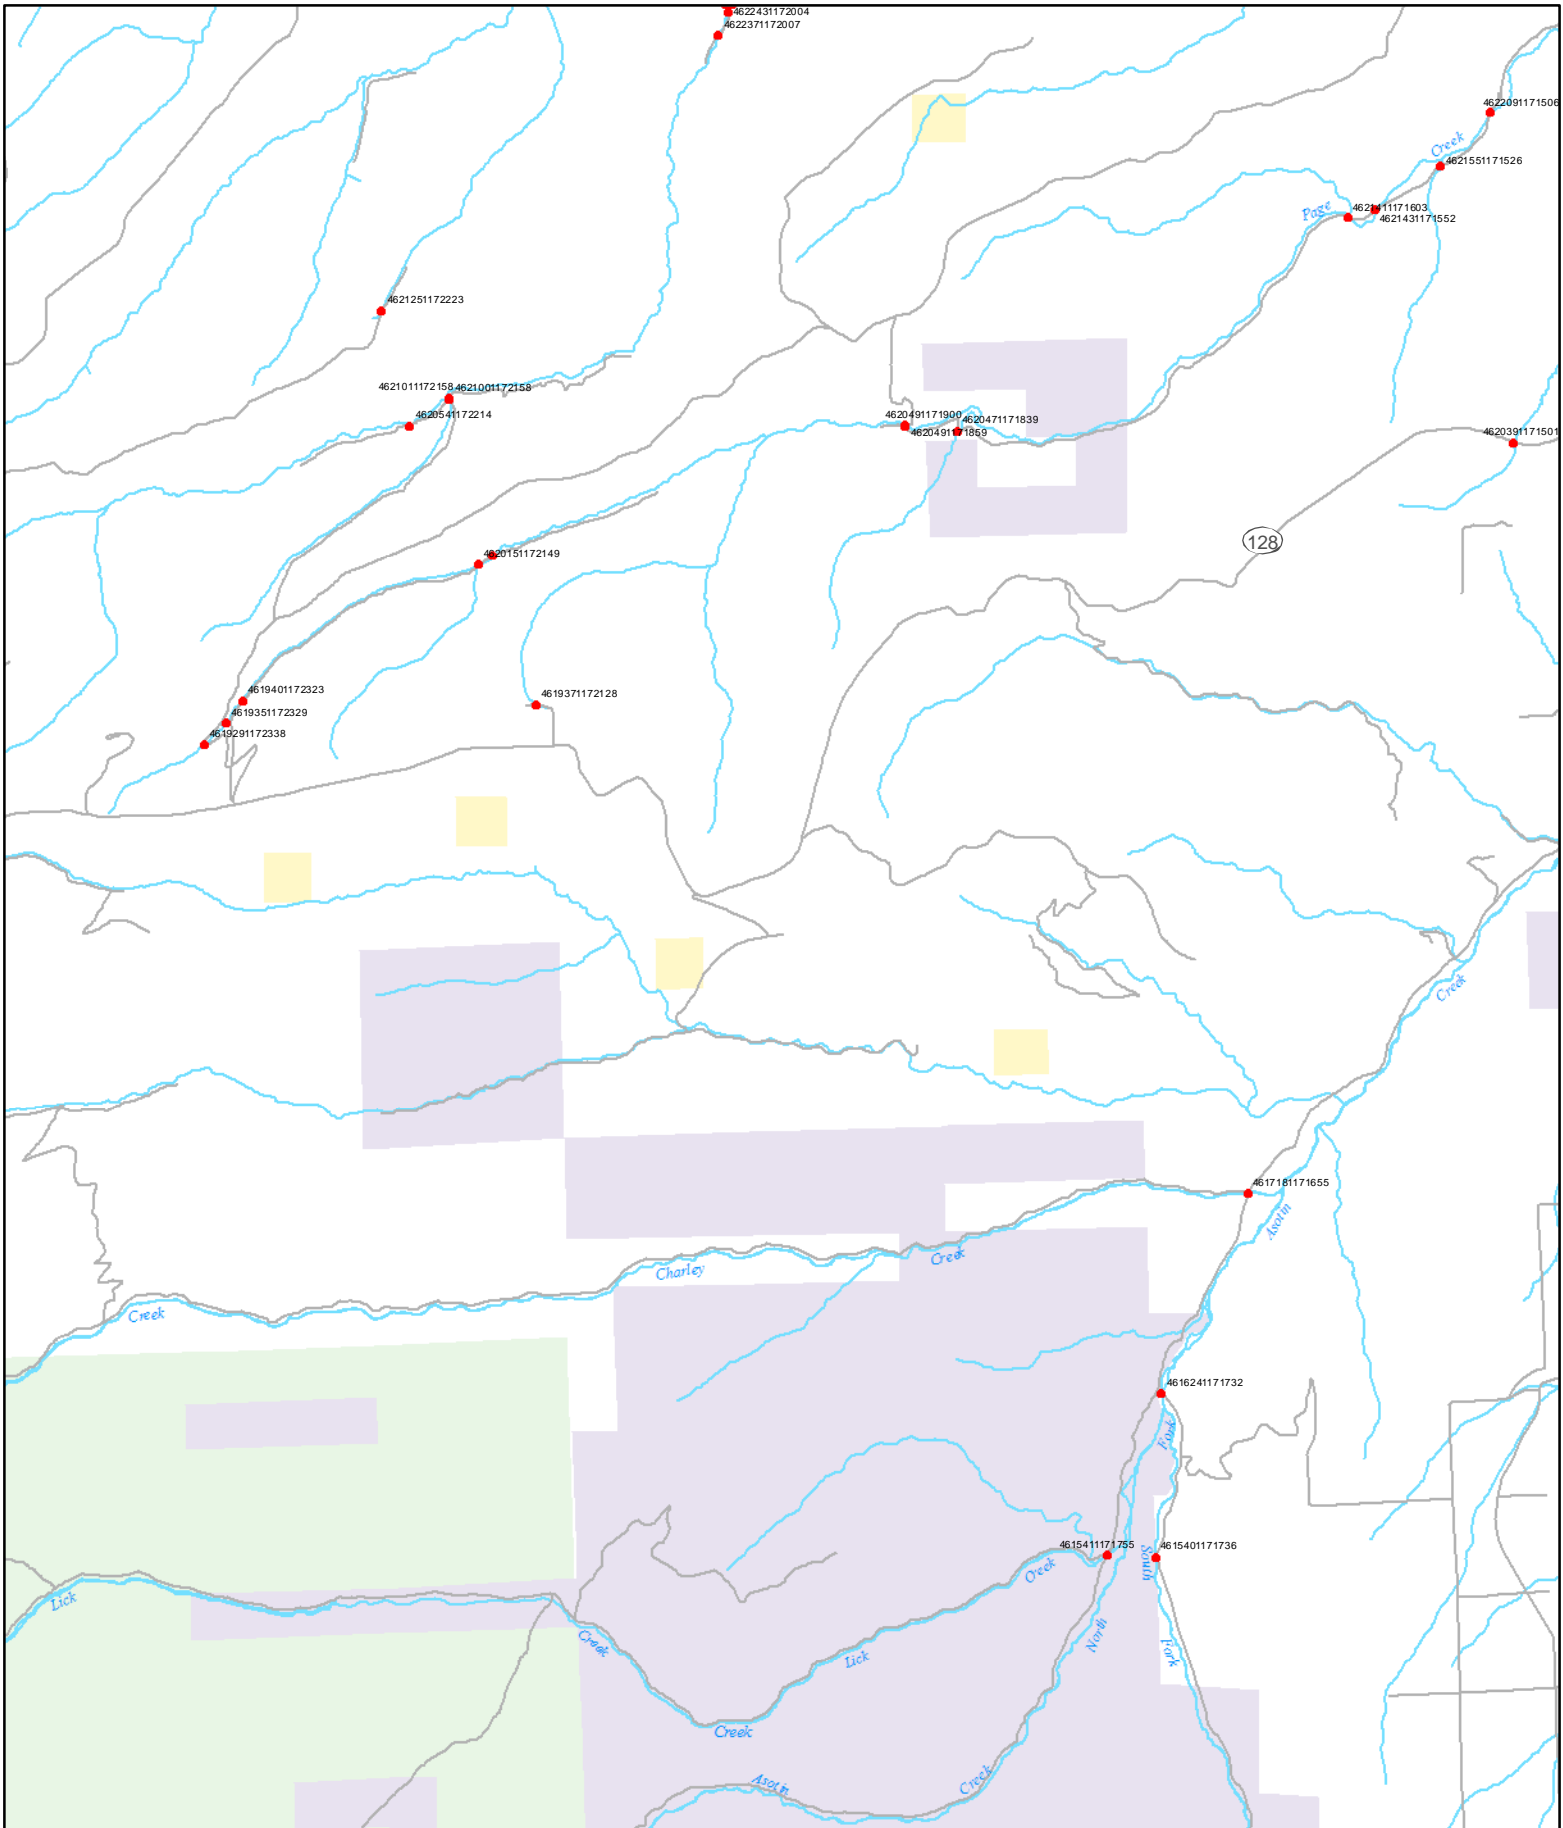 4622431172004
4622371172007
4622091171506
Creek
4621551171526
Page
4621411171603
4621431171552
4621251172223
4621011172158
4621001172158
4620541172214
4620491171900
4620471171839
4620491171859
4620391171501
128
4620151172149
4619401172323
4619371172128
4619351172329
4619291172338
Creek
4617181171655
Asotin
Creek
Charley
Creek
4616241171732
Fork
4615411171755
4615401171736
South
Creek
Lick
North
Creek
Fork
Lick
Creek
Asotin
Creek